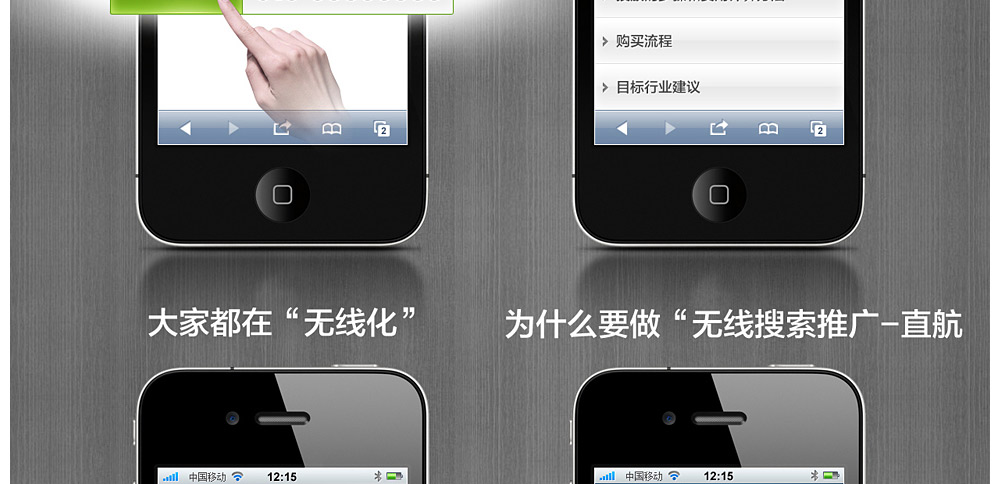 购买流程
目标行业建议
2
2
大家都在“无线化”
为什么要做“无线搜索推广-直航
中国移动 12:15
中国移动 12:15